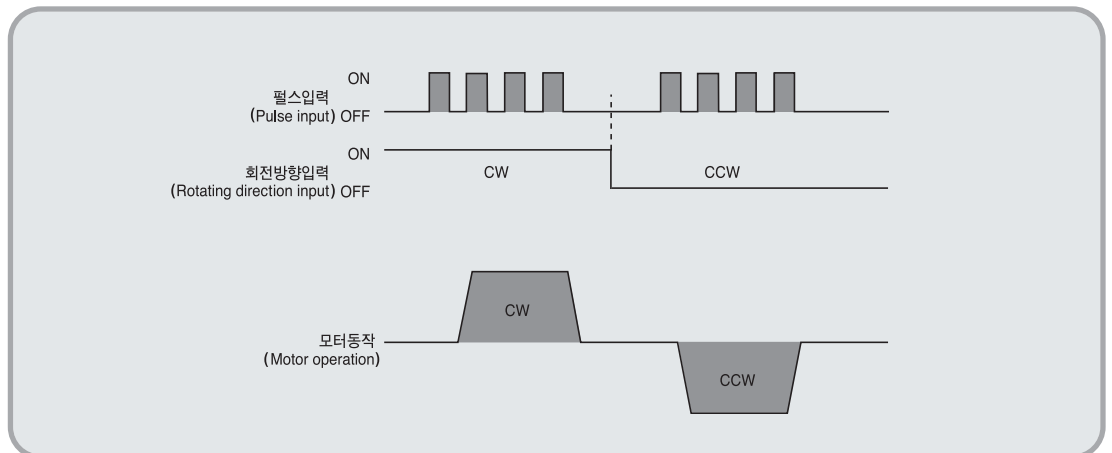 ON
펄스입력
(Pulse input) OFF
ON
회전방향입력
(Rotating direction input) OFF
CW
CCW
CW
모터동작
(Motor operation)
CCW